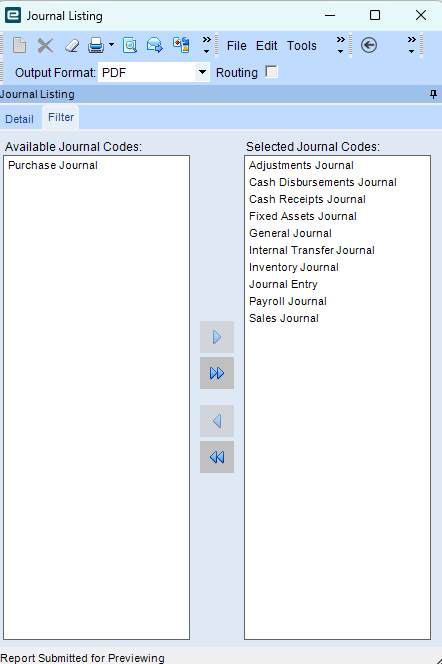 Journal Listing
File Edit Tools
Output Format: PDF Routing
Journal Listing
Detail Filter
Available Journal Codes:
Purchase Journal
Selected Journal Codes:
Adjustments Journal
Cash Disbursements Journal
Cash Receipts Journal
Fixed Assets Journal
General Journal
Internal Transfer Journal
Inventory Journal
Journal Entry
Payroll Journal
Sales Journal
Report Submitted for Previewing